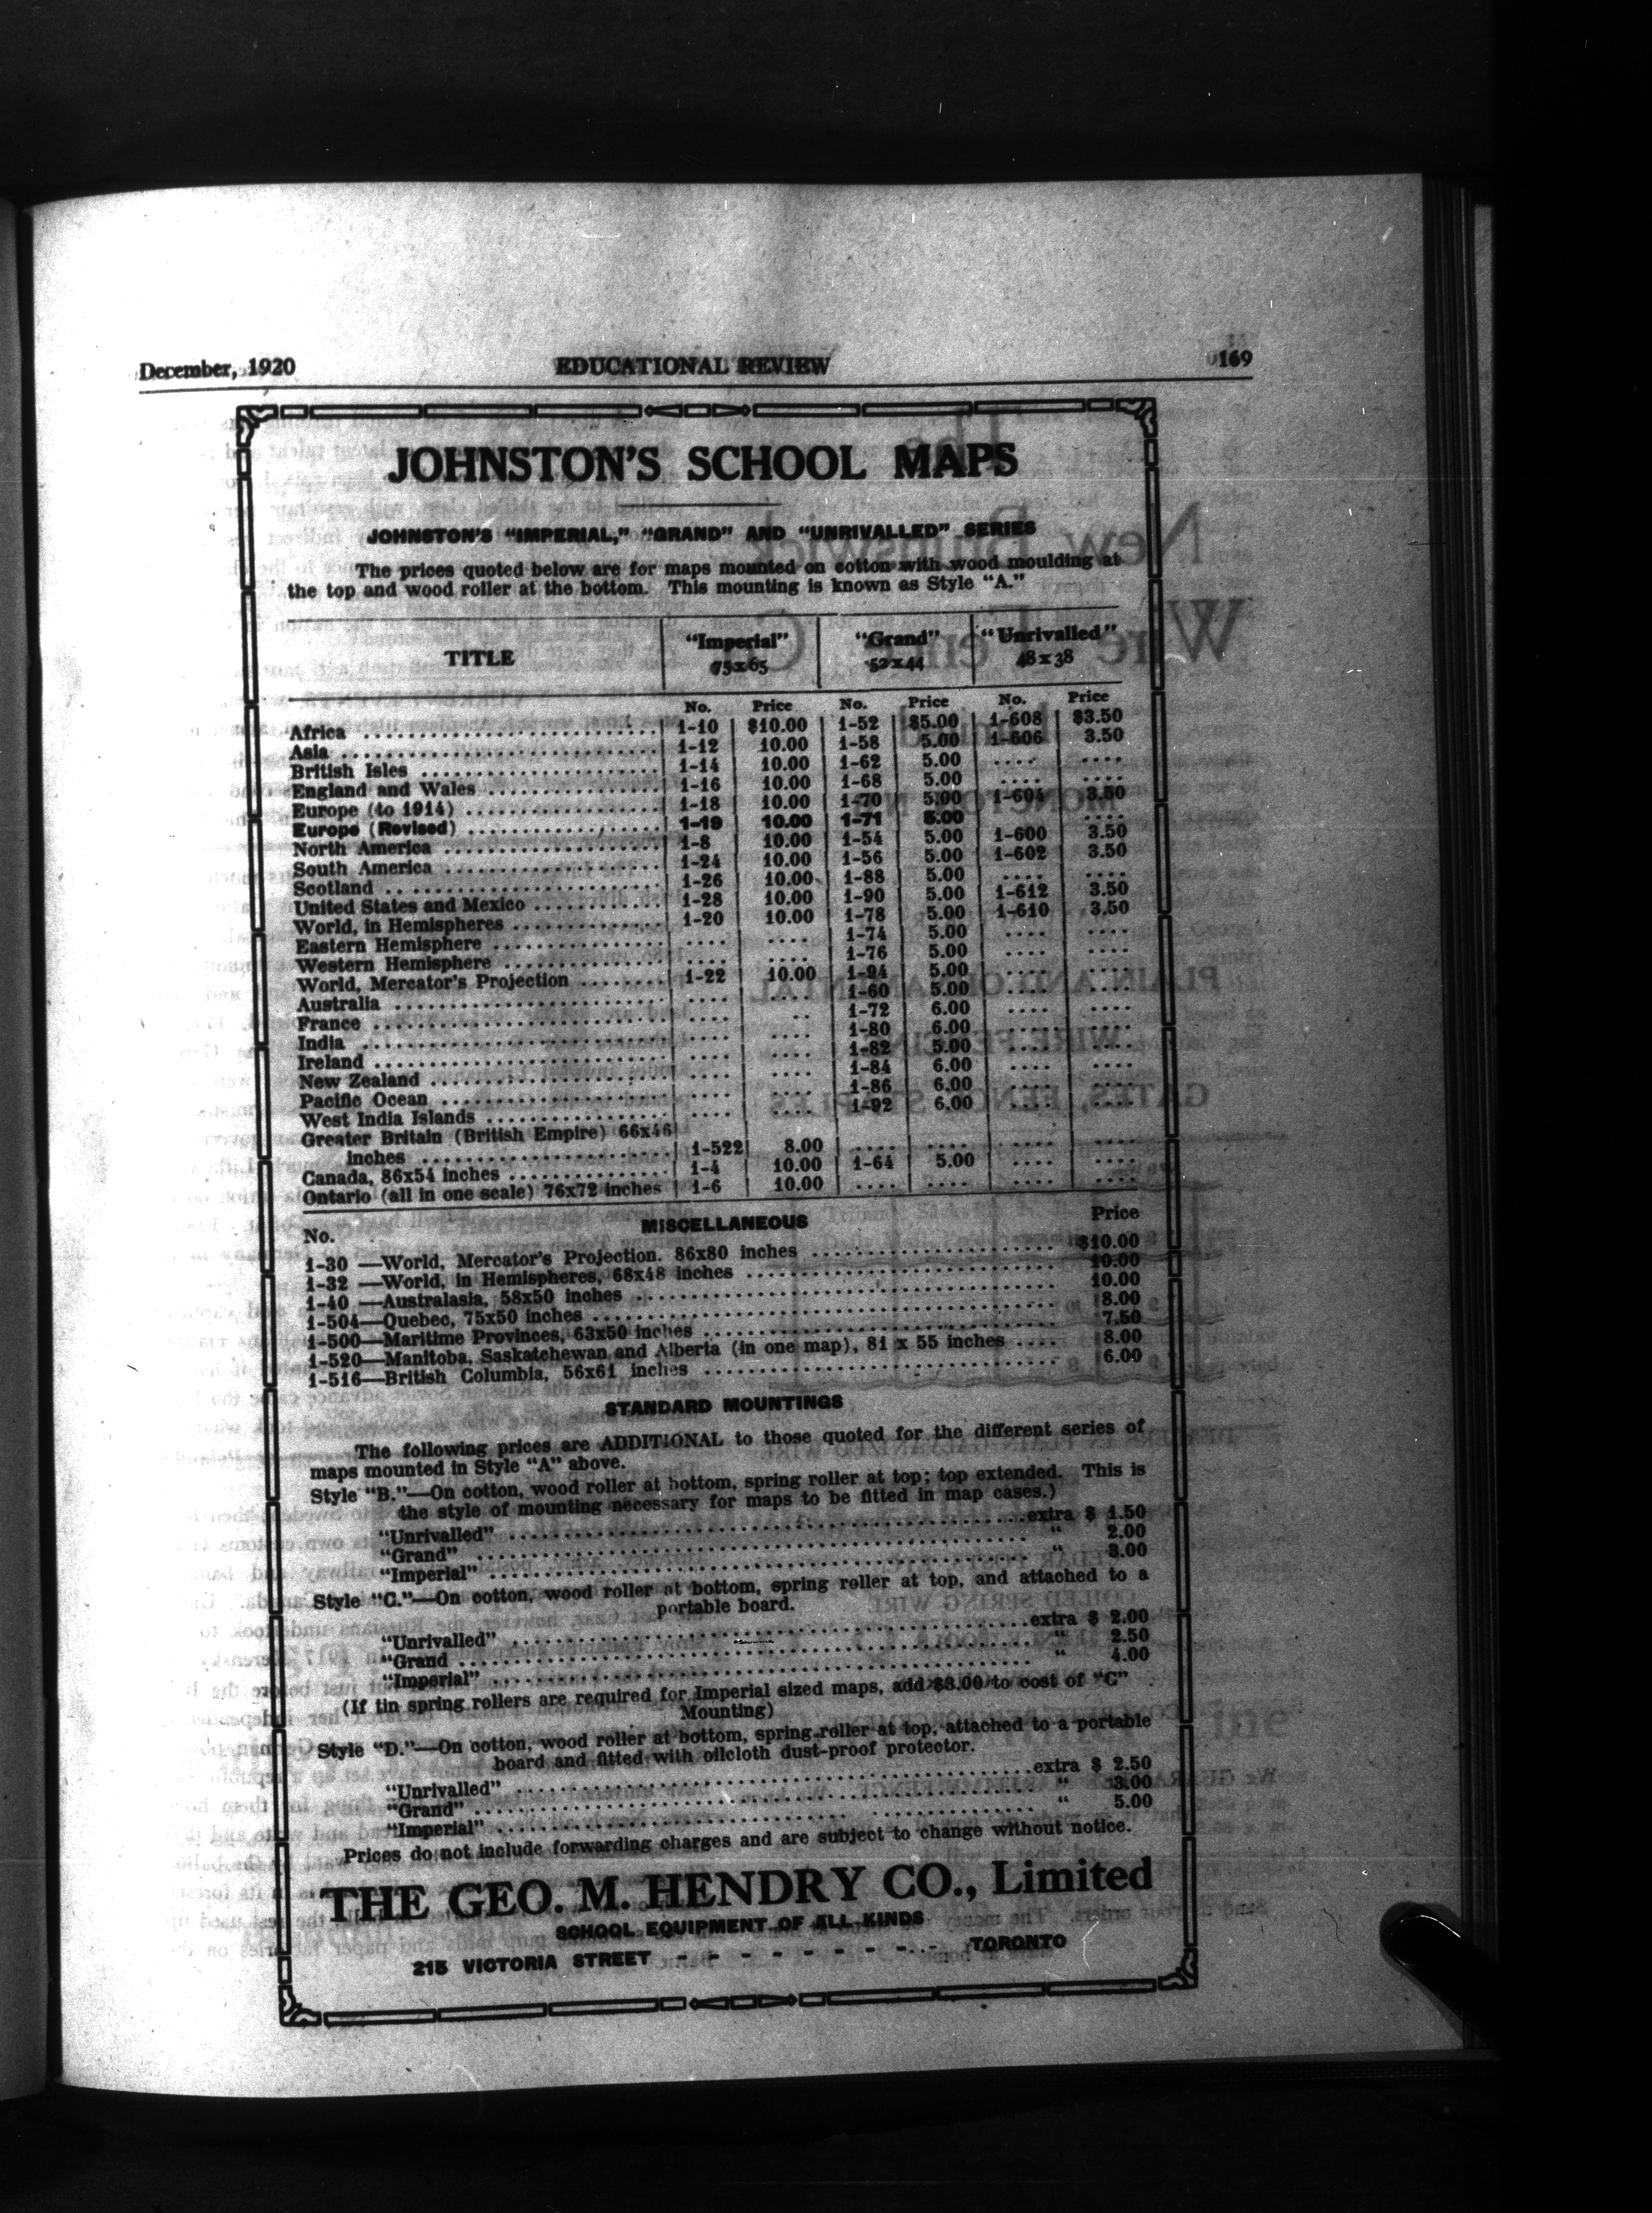 December, 1920 EDUCATIONAL REVIEW 169
JOHNSTON'S SCHOOL MAPS
JOHNSTON'S "IMPERIAL," "GRAND" AND "UNRIVALLED" SERIES
The prices quoted below are for maps mounted on cotton with wood moulding at
the top and wood roller at the bottom. This mounting is known as Style "A."
TITLE "Imperial" 75x65 "Grand" 52x44 "Unrivalled" 48x38
No. Price No. Price No. Price
Africa 1-10 $10.00 1-52 $5.00 1-608 $3.50
Asia 1-12 10.00 1-58 5.00 1-606 3.50
British Isles 1-14 10.00 1-62 5.00 .... ....
England and Wales 1-16 10.00 1-68 5.00 .... ....
Europe (to 1914) 1-18 10.00 1-70 5.00 1-604 3.50
Europe (Revised) 1-19 10.00 1-71 5.00 ....
North America 1-8 10.00 1-54 5.00 1-600 3.50
South America 1-24 10.00 1-56 5.00 1-602 3.50
Scotland 1-26 10.00 1-88 5.00 .... ....
United States and Mexico 1-28 10.00 1-90 5.00 1-612 3.50
World, in Hemispheres 1-20 10.00 1-78 5.00 1-610 3.50
Eastern Hemisphere .... .... 1-74 5.00 .... ....
Western Hemisphere .... .... 1-76 5.00 .... ....
World, Mercator's Projection 1-22 10.00 1-94 5.00 .... ....
Australia .... .... 1-60 5.00 .... ....
France .... .. 1-72 6.00 .... ....
India .... .... 1-80 6.00 .... ....
Ireland .... .... 1-82 5.00 .... ....
New Zealand .... .... 1-84 6.00 .... ....
Pacific Ocean .... .... 1-86 6.00 .... ....
West India Islands .... .... 1-92 6.00 .... ....
Greater Britain (British Empire) 66x46
inches 1-522 8.00 .... .... .... ....
Canada, 86x54 inches 1-4 10.00 1-64 5.00 .... ....
Ontario (all in one scale) 76x72 inches 1-6 10.00 .... .... .... ....
No. MISCELLANEOUS Price
1-30 —World, Mercator's Projection. 86x80 inches $10.00
1-32 —World, in Hemispheres, 68x48 inches 10.00
1-40 —Australasia, 58x50 inches 10.00
1-504—Quebec, 75x50 inches 8.00
1-500—Maritime Provinces, 63x50 inches 7.50
1-520—Manitoba, Saskatchewan and Alberta (in one map), 81 x 55 inches .... 8.00
1-516—British Columbia, 56x61 inches 6.00
STANDARD MOUNTINGS
The following prices are ADDITIONAL to those quoted for the different series of
maps mounted in Style "A" above.
Style "B."—On cotton, wood roller at bottom, spring roller at top; top extended. This is
the style of mounting necessary for maps to be fitted in map cases.)
"Unrivalled" extra $ 1.50
"Grand" " 2.00
"Imperial" " 3.00
Style "C."—On cotton, wood roller at bottom, spring roller at top, and attached to a
portable board.
"Unrivalled" extra $ 2.00
"Grand " 2.50
"Imperial" " 4.00
(If tin spring rollers are required for Imperial sized maps, add $3.00 to cost of "C"
Mounting)
Style "D."—On cotton, wood roller at bottom, spring roller at top, attached to a portable
board and fitted with oilcloth dust-proof protector.
"Unrivalled" extra $ 2.50
"Grand" " 3.00
"Imperial" " 5.00
Prices do not include forwarding charges and are subject to change without notice.
THE GEO. M. HENDRY CO., Limited
SCHOOL EQUIPMENT OF ALL KINDS
215 VICTORIA STREET - - - - - - - - - TORONTO